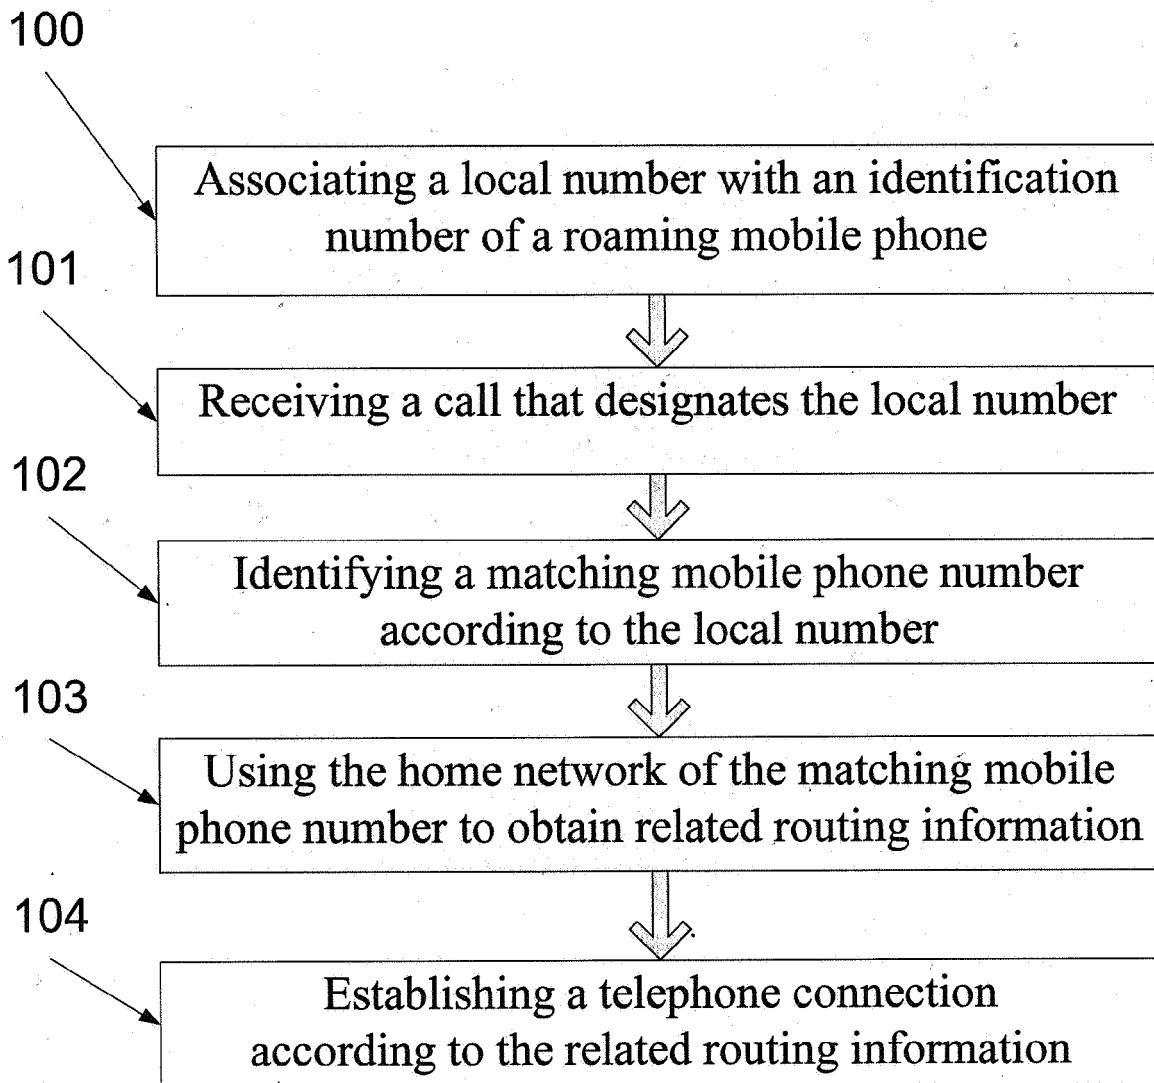 100
Associating a local number with an identification
number of a roaming mobile phone
101
Receiving a call that designates the local number
102
Identifying a matching mobile phone number
according to the local number
103
Using the home network of the matching mobile
phone number to obtain related routing information
104
Establishing a telephone connection
according to the related routing information